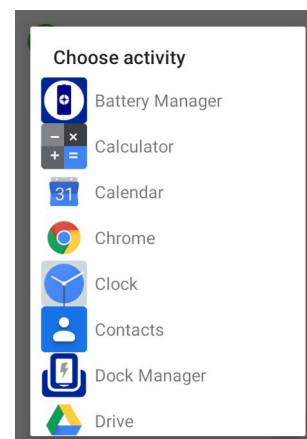 Choose activity
Battery Manager
Calculator
31
Calendar
Chrome
Clock
Contacts
Dock Manager
Drive